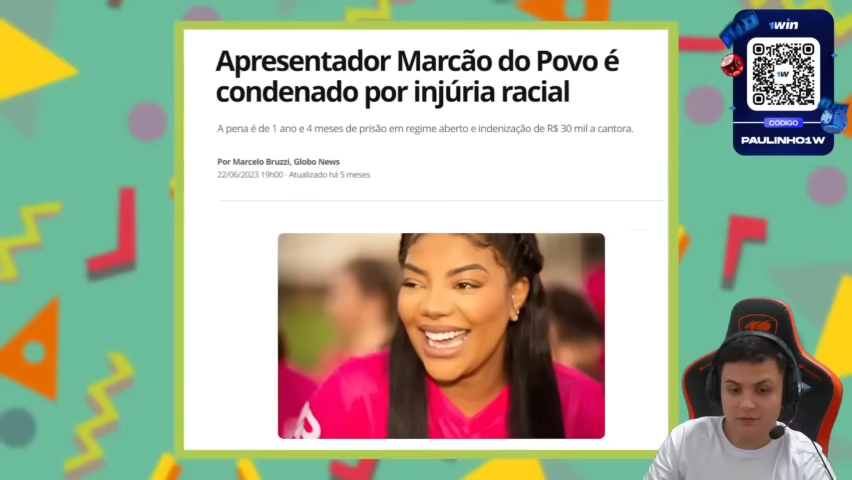 Apresentador Marcão do Povo é
condenado por injúria racial
A pena é de 1 ano e 4 meses de prisão em regime aberto e indenização de R$ 30 mil a cantora.
Por Marcelo Bruzzi, Globo News
22/06/2023 19h00 · Atualizado há 5 meses
1win
1W
CÓDIGO
PAULINHO1W